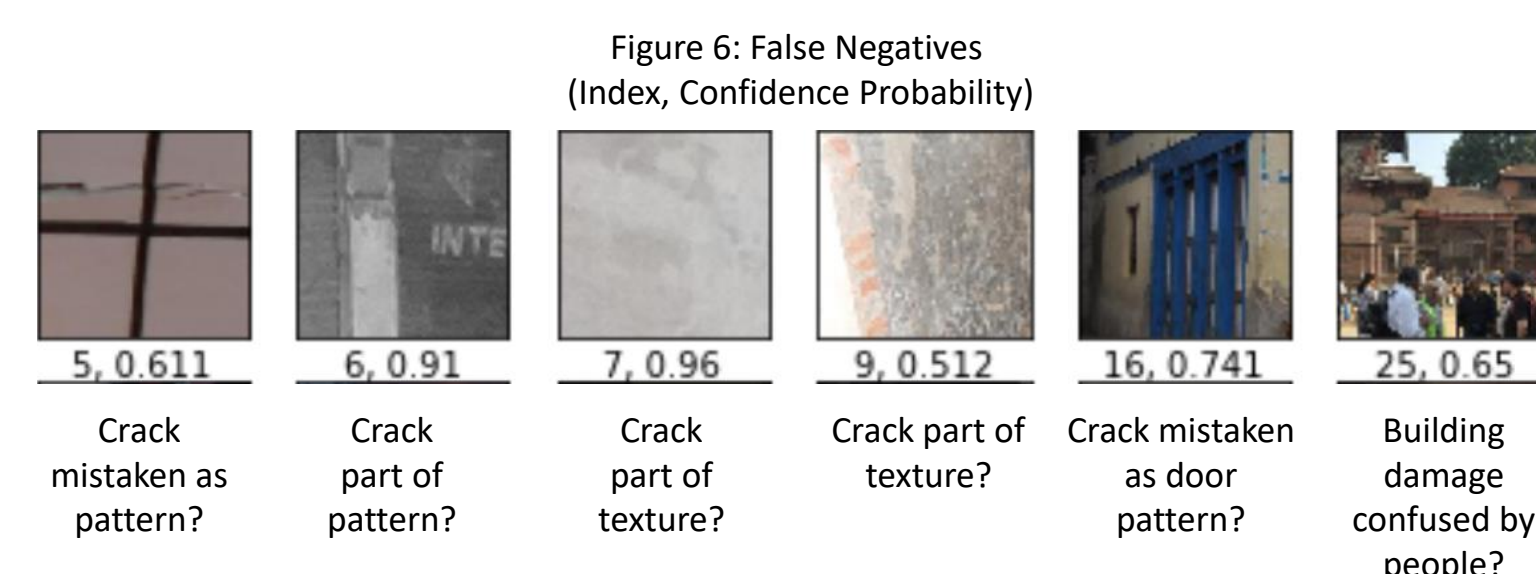 Figure 6: False Negatives
(Index, Confidence Probability)
INTE
5, 0.611
6, 0.91
7, 0.96
9, 0.512
16, 0.741
25, 0.65
Crack
mistaken as
pattern?
Crack
part of
pattern?
Crack
part of
texture?
Crack part of
texture?
Crack mistaken
as door
pattern?
Building
damage
confused by
people?